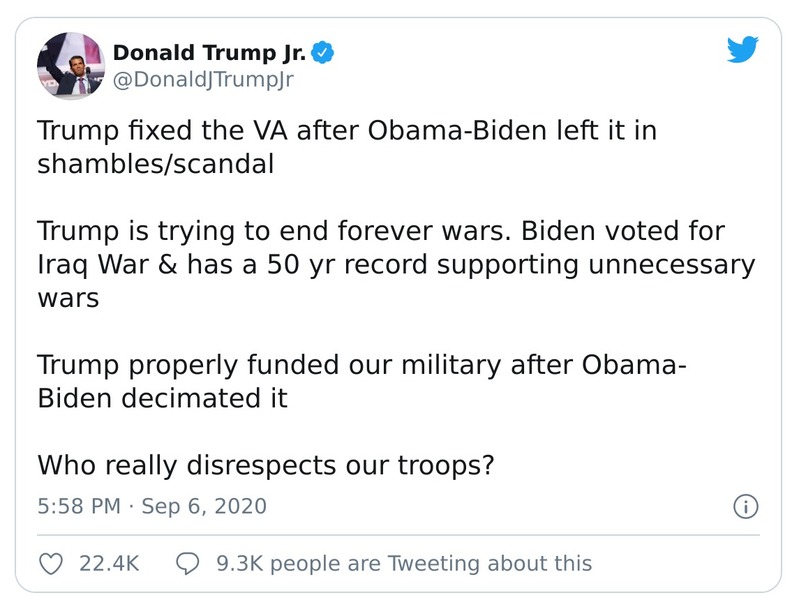 Donald Trump Jr.
@DonaldJTrumpJr
Trump fixed the VA after Obama-Biden left it in
shambles/scandal
Trump is trying to end forever wars. Biden voted for
Iraq War & has a 50 yr record supporting unnecessary
wars
Trump properly funded our military after Obama-
Biden decimated it
Who really disrespects our troops?
5:58 PM · Sep 6, 2020
22.4K 9.3K people are Tweeting about this